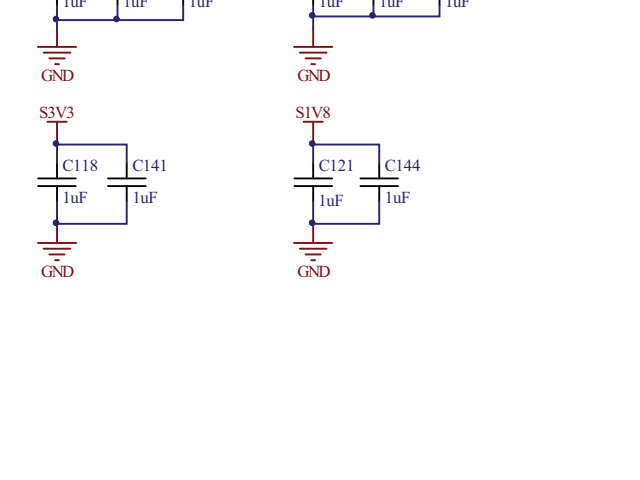 1uF 1uF 1uF 1uF 1uF 1uF
GND GND
S3V3 S1V8
C118 C141 C121 C144
1uF 1uF 1uF 1uF
GND GND